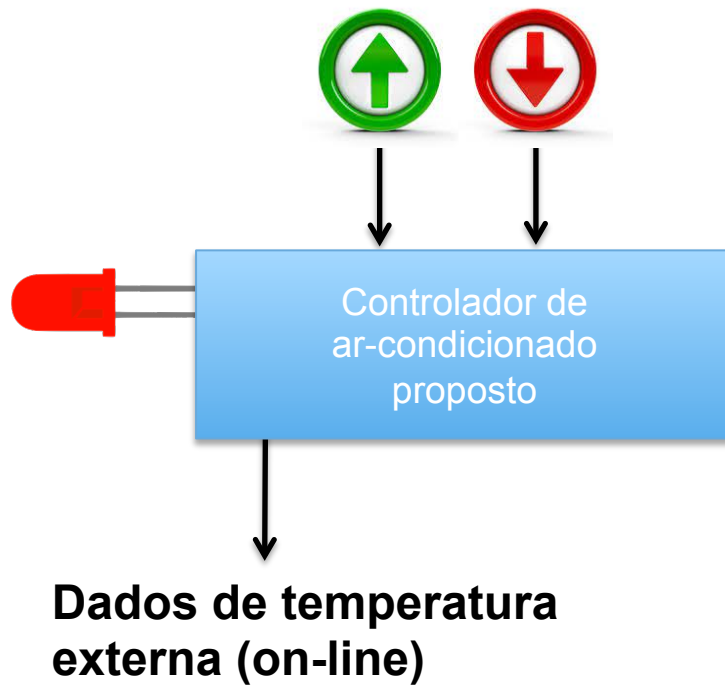 Controlador de
ar-condicionado
proposto
Dados de temperatura
externa (on-line)